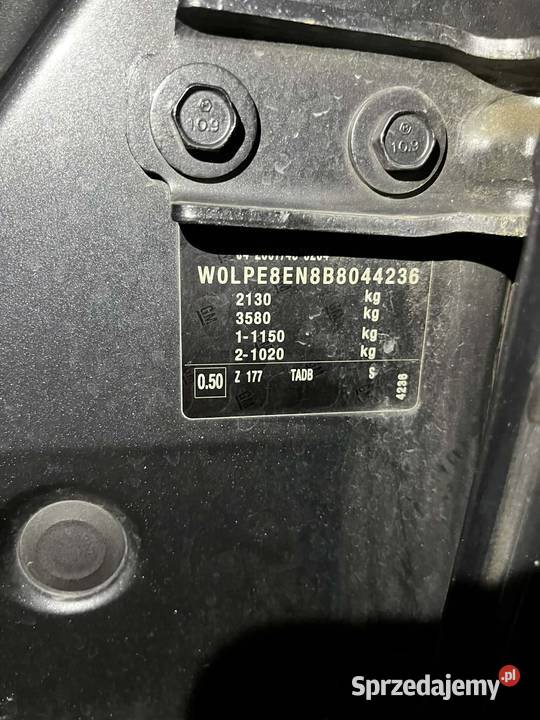 10.9
10.9
W0LPE8EN8B8044236
2130 kg
3580 kg
1-1150 kg
2-1020 kg
0.50 Z 177 TADB S 4236
Sprzedajemy.pl